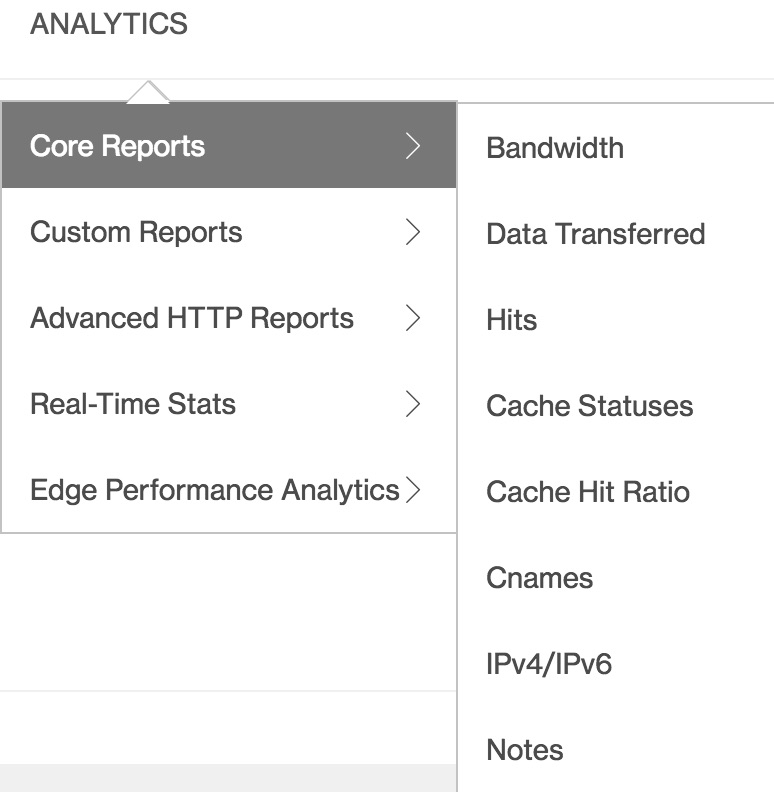 ANALYTICS
Core Reports
Custom Reports
Advanced HTTP Reports
Real-Time Stats
Edge Performance Analytics
Bandwidth
Data Transferred
Hits
Cache Statuses
Cache Hit Ratio
Cnames
IPv4/IPv6
Notes